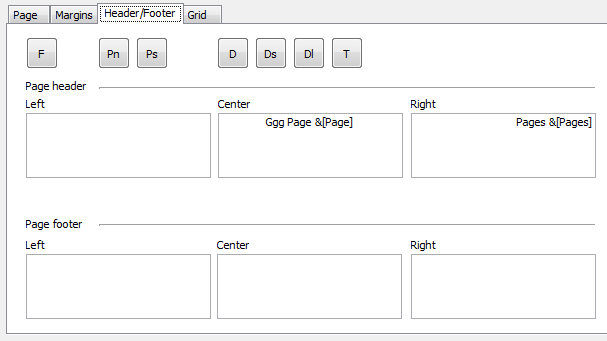 Page Margins Header/Footer Grid
F Pn Ps D Ds Dl T
Page header
Left Center Right
Ggg Page &[Page] Pages &[Pages]
Page footer
Left Center Right